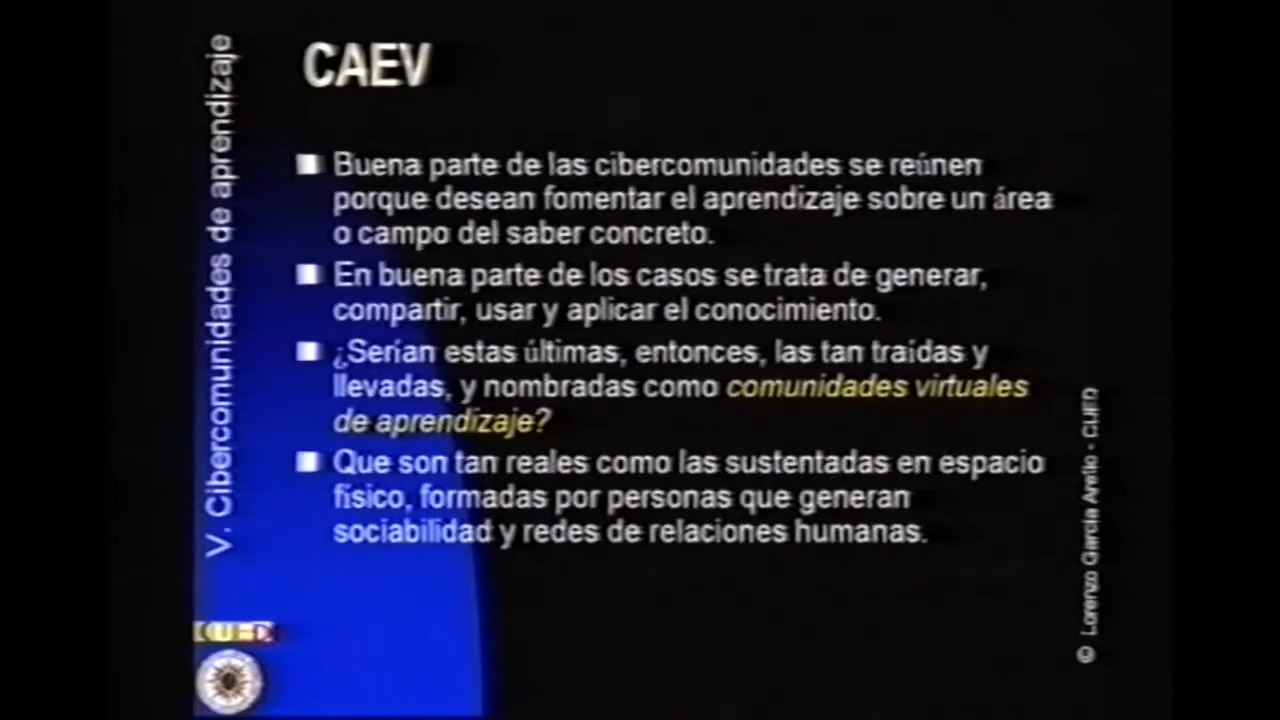 CAEV
V. Cibercomunidades de aprendizaje
Buena parte de las cibercomunidades se reúnen
porque desean fomentar el aprendizaje sobre un área
o campo del saber concreto.
En buena parte de los casos se trata de generar,
compartir, usar y aplicar el conocimiento.
¿Serían estas últimas, entonces, las tan traídas y
llevadas, y nombradas como comunidades virtuales
de aprendizaje?
Que son tan reales como las sustentadas en espacio
físico, formadas por personas que generan
sociabilidad y redes de relaciones humanas.
© Lorenzo García Aretio - CUED
CUED